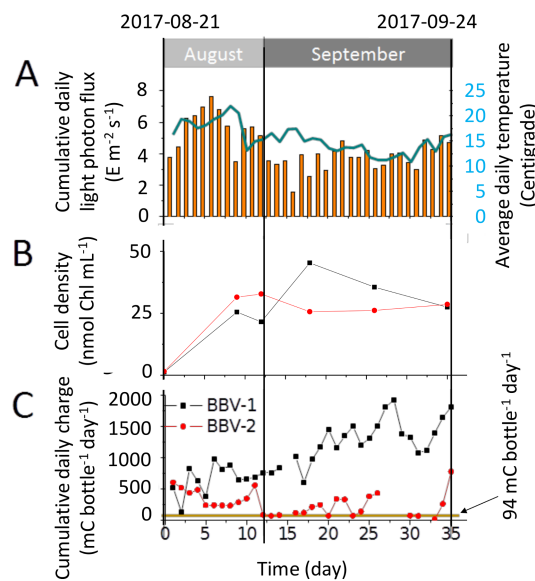 2017-08-21 2017-09-24
August September
A
Cumulative daily
light photon flux
(E m-2 s-1)
8
6
4
2
0
25
20
15
10
5
0
Average daily temperature
(Centigrade)
B
Cell density
(nmol Chl mL-1)
50
25
0
C
Cumulative daily charge
(mC bottle-1 day-1)
2000
1500
1000
500
0
BBV-1
BBV-2
94 mC bottle-1 day-1
0 5 10 15 20 25 30 35
Time (day)